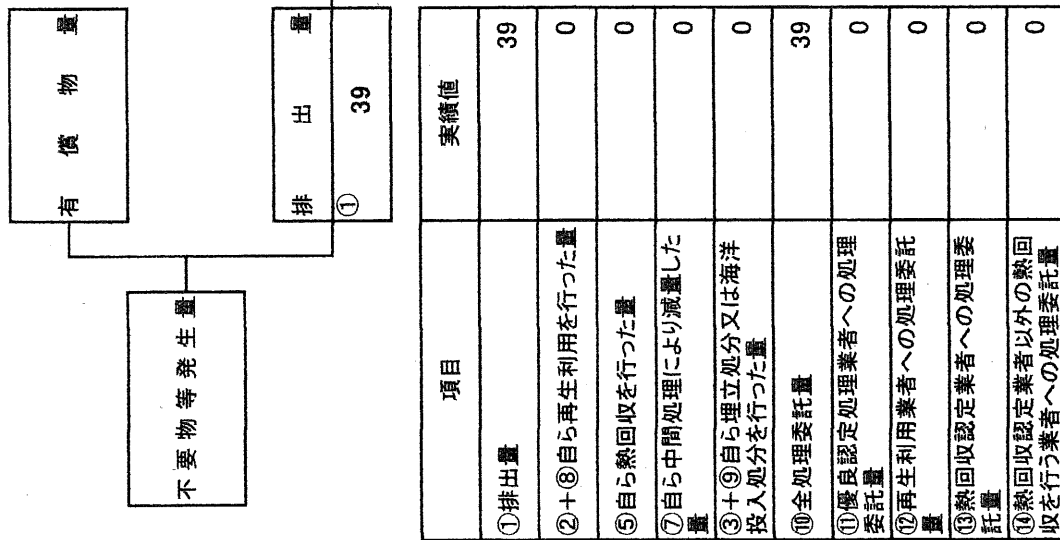 不要物等発生量
有償物量
排出量
①
39
項目 実績値
①排出量 39
②+⑧自ら再生利用を行った量 0
⑤自ら熱回収を行った量 0
⑦自ら中間処理により減量した
量 0
③+⑨自ら埋立処分又は海洋
投入処分を行った量 0
⑩全処理委託量 39
⑪優良認定処理業者への処理
委託量 0
⑫再生利用業者への処理委託
量 0
⑬熱回収認定業者への処理委
託量 0
⑭熱回収認定業者以外の熱回
収を行う業者への処理委託量 0